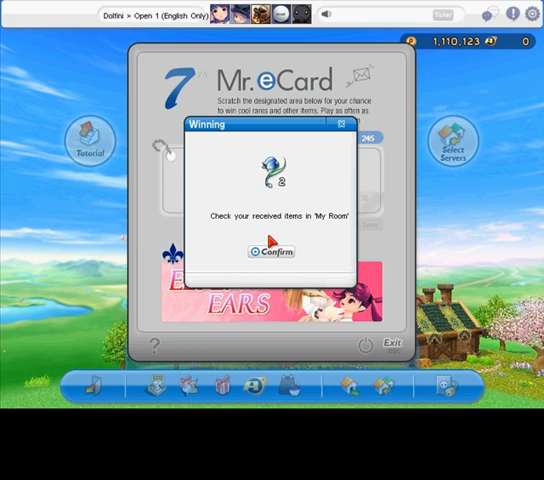 Dolfini > Open 1 (English Only)
Ticker
1,110,123
0
7th Mr.eCard
Scratch the designated area below for your chance
to win cool rares and other items. Play as often as
Winning
245
Tutorial
Select
Servers
2
Check your received items in 'My Room'
Confirm
EARS
?
Exit
ESC